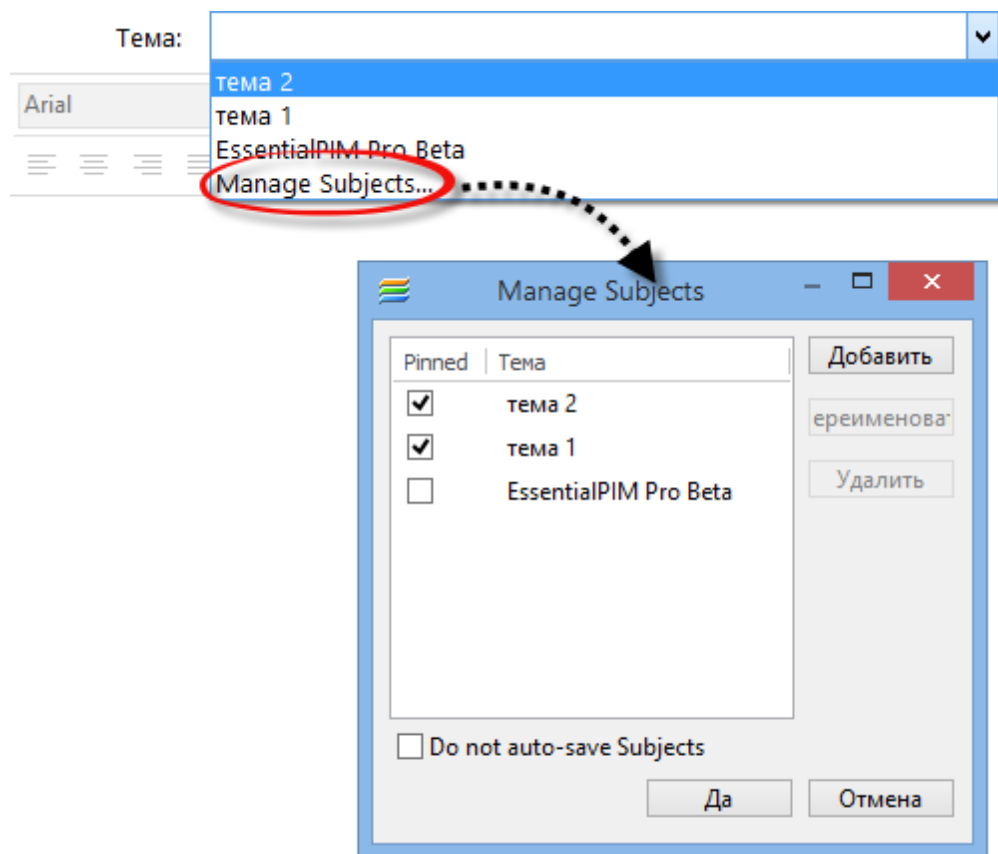 Тема:
тема 2
Arial
тема 1
EssentialPIM Pro Beta
Manage Subjects...
Manage Subjects
Pinned Тема Добавить
тема 2 ереименоват
тема 1
Удалить
EssentialPIM Pro Beta
Do not auto-save Subjects
Да Отмена